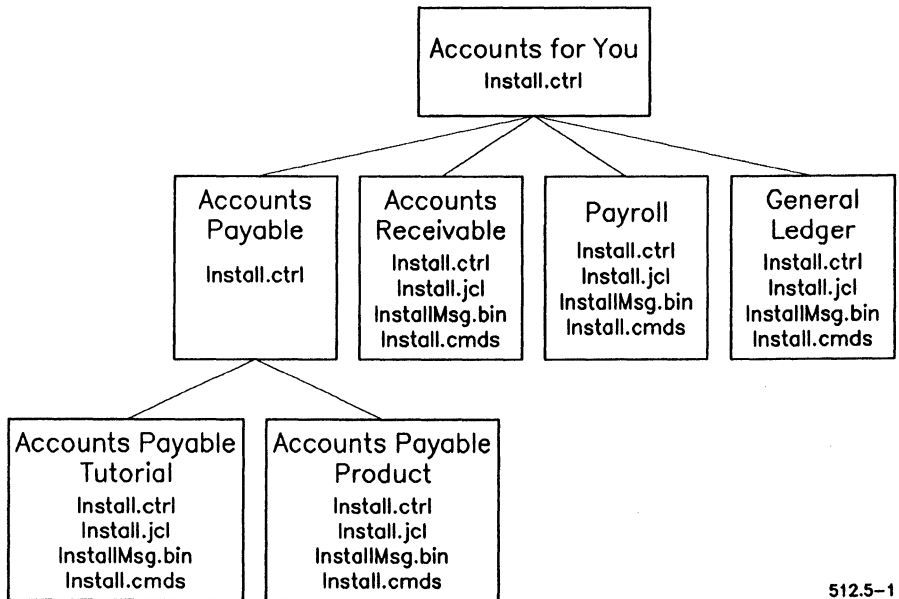 Accounts for You
Install.ctrl
Accounts
Payable
Install.ctrl
Accounts
Receivable
Install.ctrl
Install.jcl
InstallMsg.bin
Install.cmds
Payroll
Install.ctrl
Install.jcl
InstallMsg.bin
Install.cmds
General
Ledger
Install.ctrl
Install.jcl
InstallMsg.bin
Install.cmds
Accounts Payable
Tutorial
Install.ctrl
Install.jcl
InstallMsg.bin
Install.cmds
Accounts Payable
Product
Install.ctrl
Install.jcl
InstallMsg.bin
Install.cmds
512.5-1